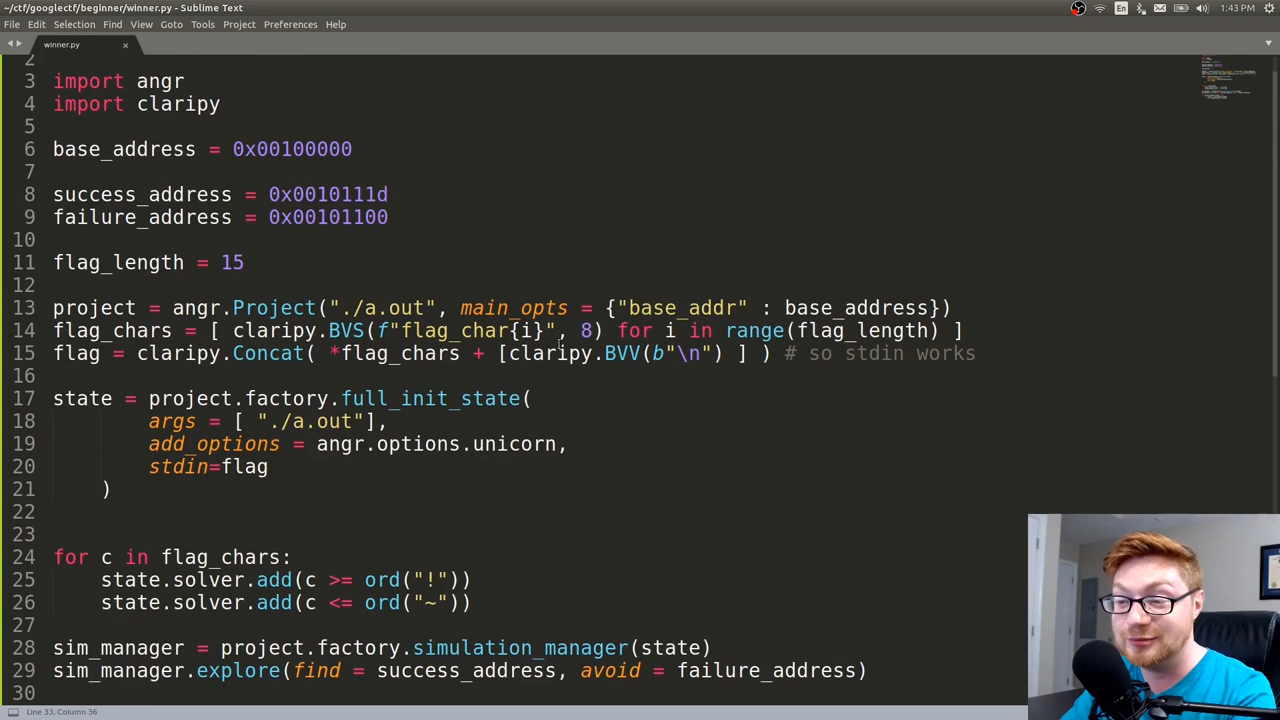 ~/ctf/googlectf/beginner/winner.py - Sublime Text
En
1:43 PM
File Edit Selection Find View Goto Tools Project Preferences Help
winner.py ×
2
3 import angr
4 import claripy
5
6 base_address = 0x00100000
7
8 success_address = 0x0010111d
9 failure_address = 0x00101100
10
11 flag_length = 15
12
13 project = angr.Project("./a.out", main_opts = {"base_addr" : base_address})
14 flag_chars = [ claripy.BVS(f"flag_char{i}", 8) for i in range(flag_length) ]
15 flag = claripy.Concat( *flag_chars + [claripy.BVV(b"\n") ] ) # so stdin works
16
17 state = project.factory.full_init_state(
18 args = [ "./a.out"],
19 add_options = angr.options.unicorn,
20 stdin=flag
21 )
22
23
24 for c in flag_chars:
25 state.solver.add(c >= ord("!"))
26 state.solver.add(c <= ord("~"))
27
28 sim_manager = project.factory.simulation_manager(state)
29 sim_manager.explore(find = success_address, avoid = failure_address)
30
Line 33, Column 36